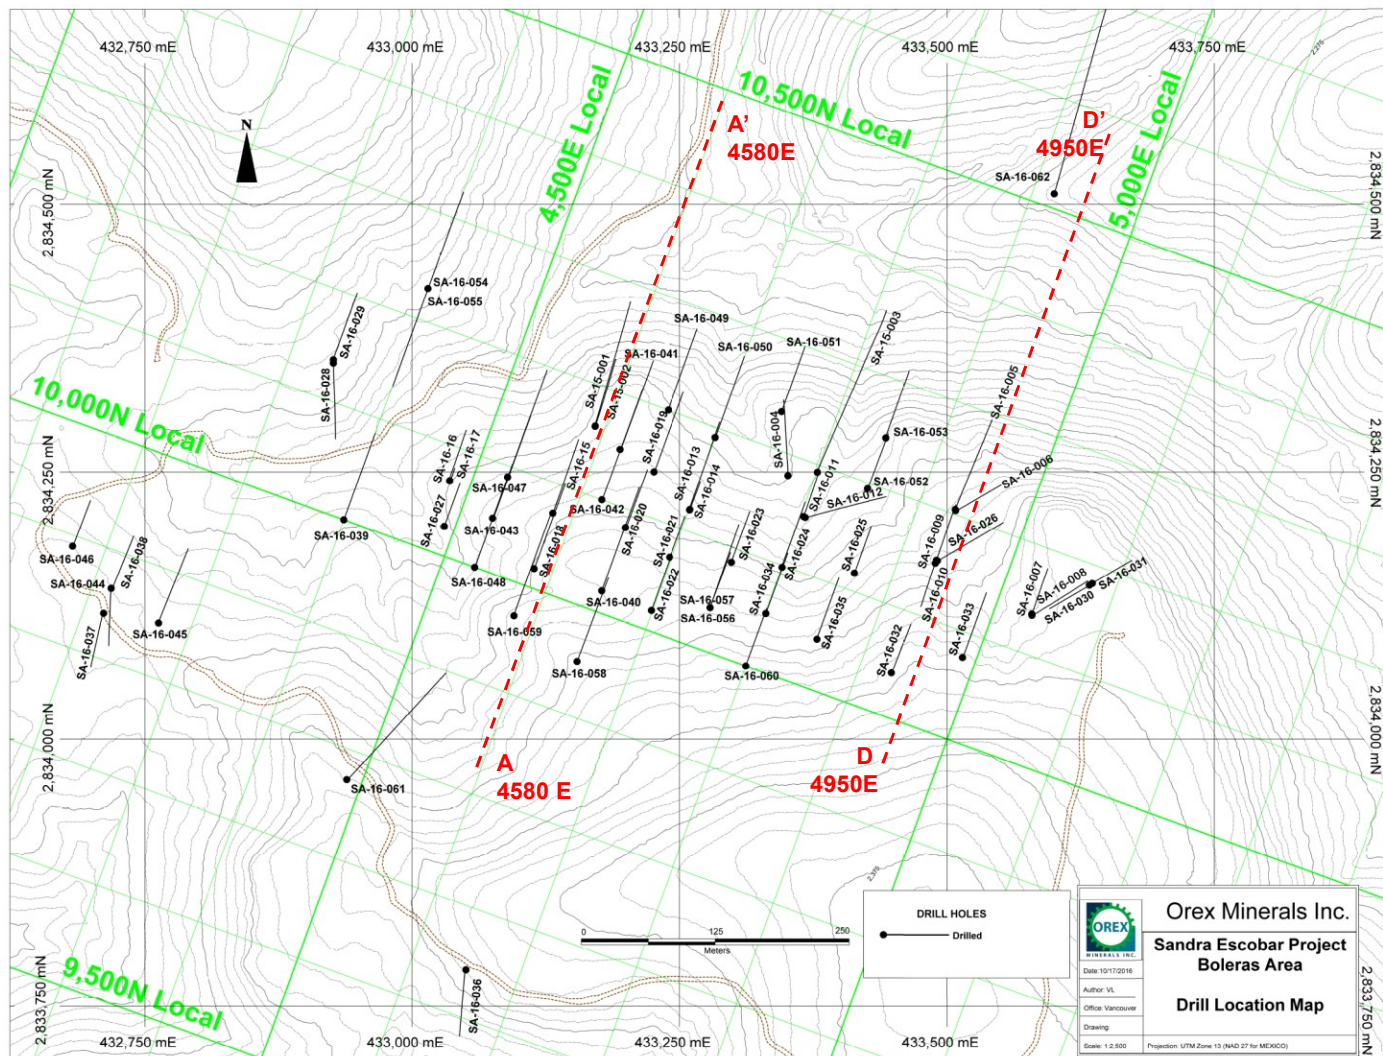 432,750 mE
433,000 mE
433,250 mE
433,500 mE
433,750 mE
2,275
10,500N Local
4,500E Local
5,000E Local
A'
4580E
D'
4950E
N
SA-16-062
2,834,500 mN
2,834,500 mN
SA-16-054
SA-16-055
SA-16-029
SA-16-028
SA-16-049
SA-16-041
SA-16-050
SA-16-051
SA-15-003
SA-15-001
SA-15-002
SA-16-005
10,000N Local
SA-16-019
SA-16-004
SA-16-053
SA-16-16
SA-16-17
SA-16-15
SA-16-013
SA-16-014
SA-16-011
SA-16-012
SA-16-052
SA-16-006
2,834,250 mN
2,834,250 mN
SA-16-047
SA-16-027
SA-16-043
SA-16-042
SA-16-020
SA-16-039
SA-16-021
SA-16-023
SA-16-024
SA-16-025
SA-16-009
SA-16-026
SA-16-046
SA-16-038
SA-16-044
SA-16-048
SA-16-018
SA-16-040
SA-16-022
SA-16-057
SA-16-056
SA-16-034
SA-16-010
SA-16-007
SA-16-008
SA-16-031
SA-16-030
SA-16-037
SA-16-045
SA-16-059
SA-16-058
SA-16-060
SA-16-035
SA-16-032
SA-16-033
2,834,000 mN
2,834,000 mN
A
4580 E
D
4950E
SA-16-061
2,375
9,500N Local
SA-16-036
0
125
250
Meters
DRILL HOLES
Drilled
OREX
MINERALS INC.
Orex Minerals Inc.
Sandra Escobar Project
Boleras Area
Drill Location Map
Date:10/17/2016
Author: VL
Office: Vancouver
Drawing:
Scale: 1:2,500
Projection: UTM Zone 13 (NAD 27 for MEXICO)
2,833,750 mN
2,833,750 mN
432,750 mE
433,000 mE
433,250 mE
433,500 mE